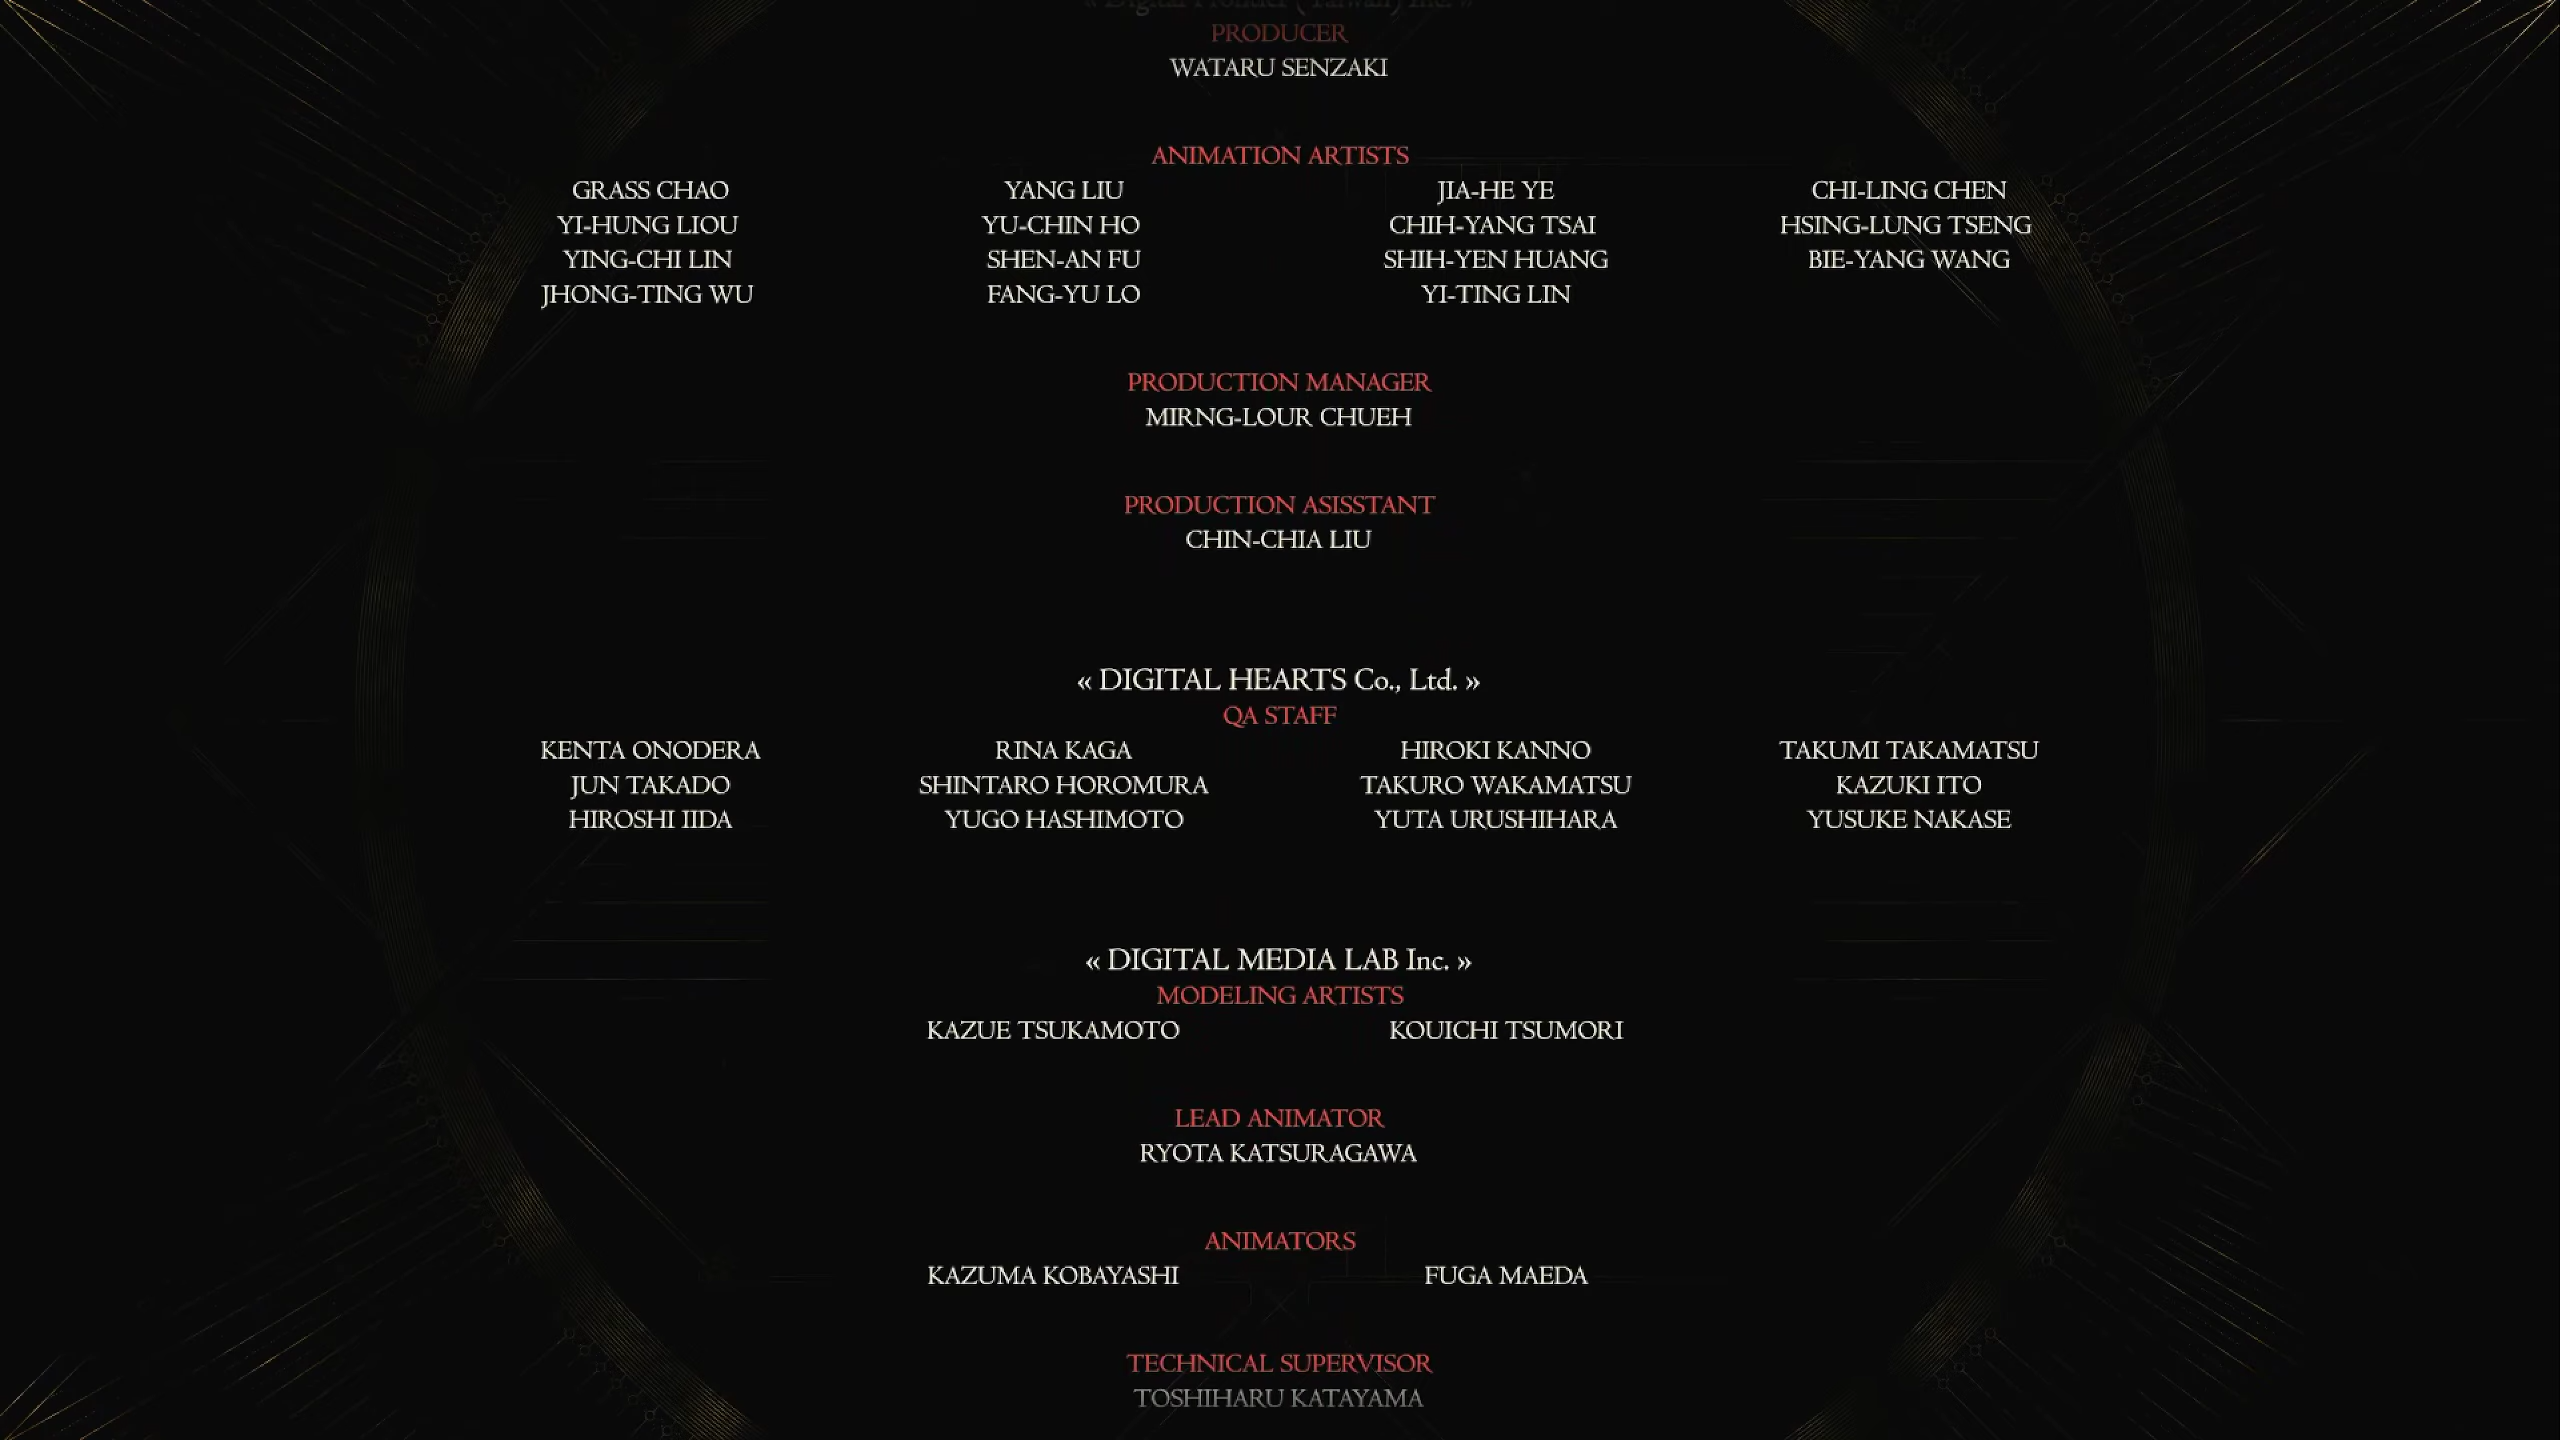 « Digital Frontier (Taiwan) Inc. »
PRODUCER
WATARU SENZAKI
ANIMATION ARTISTS
GRASS CHAO YANG LIU JIA-HE YE CHI-LING CHEN
YI-HUNG LIOU YU-CHIN HO CHIH-YANG TSAI HSING-LUNG TSENG
YING-CHI LIN SHEN-AN FU SHIH-YEN HUANG BIE-YANG WANG
JHONG-TING WU FANG-YU LO YI-TING LIN
PRODUCTION MANAGER
MIRNG-LOUR CHUEH
PRODUCTION ASISSTANT
CHIN-CHIA LIU
« DIGITAL HEARTS Co., Ltd. »
QA STAFF
KENTA ONODERA RINA KAGA HIROKI KANNO TAKUMI TAKAMATSU
JUN TAKADO SHINTARO HOROMURA TAKURO WAKAMATSU KAZUKI ITO
HIROSHI IIDA YUGO HASHIMOTO YUTA URUSHIHARA YUSUKE NAKASE
« DIGITAL MEDIA LAB Inc. »
MODELING ARTISTS
KAZUE TSUKAMOTO KOUICHI TSUMORI
LEAD ANIMATOR
RYOTA KATSURAGAWA
ANIMATORS
KAZUMA KOBAYASHI FUGA MAEDA
TECHNICAL SUPERVISOR
TOSHIHARU KATAYAMA